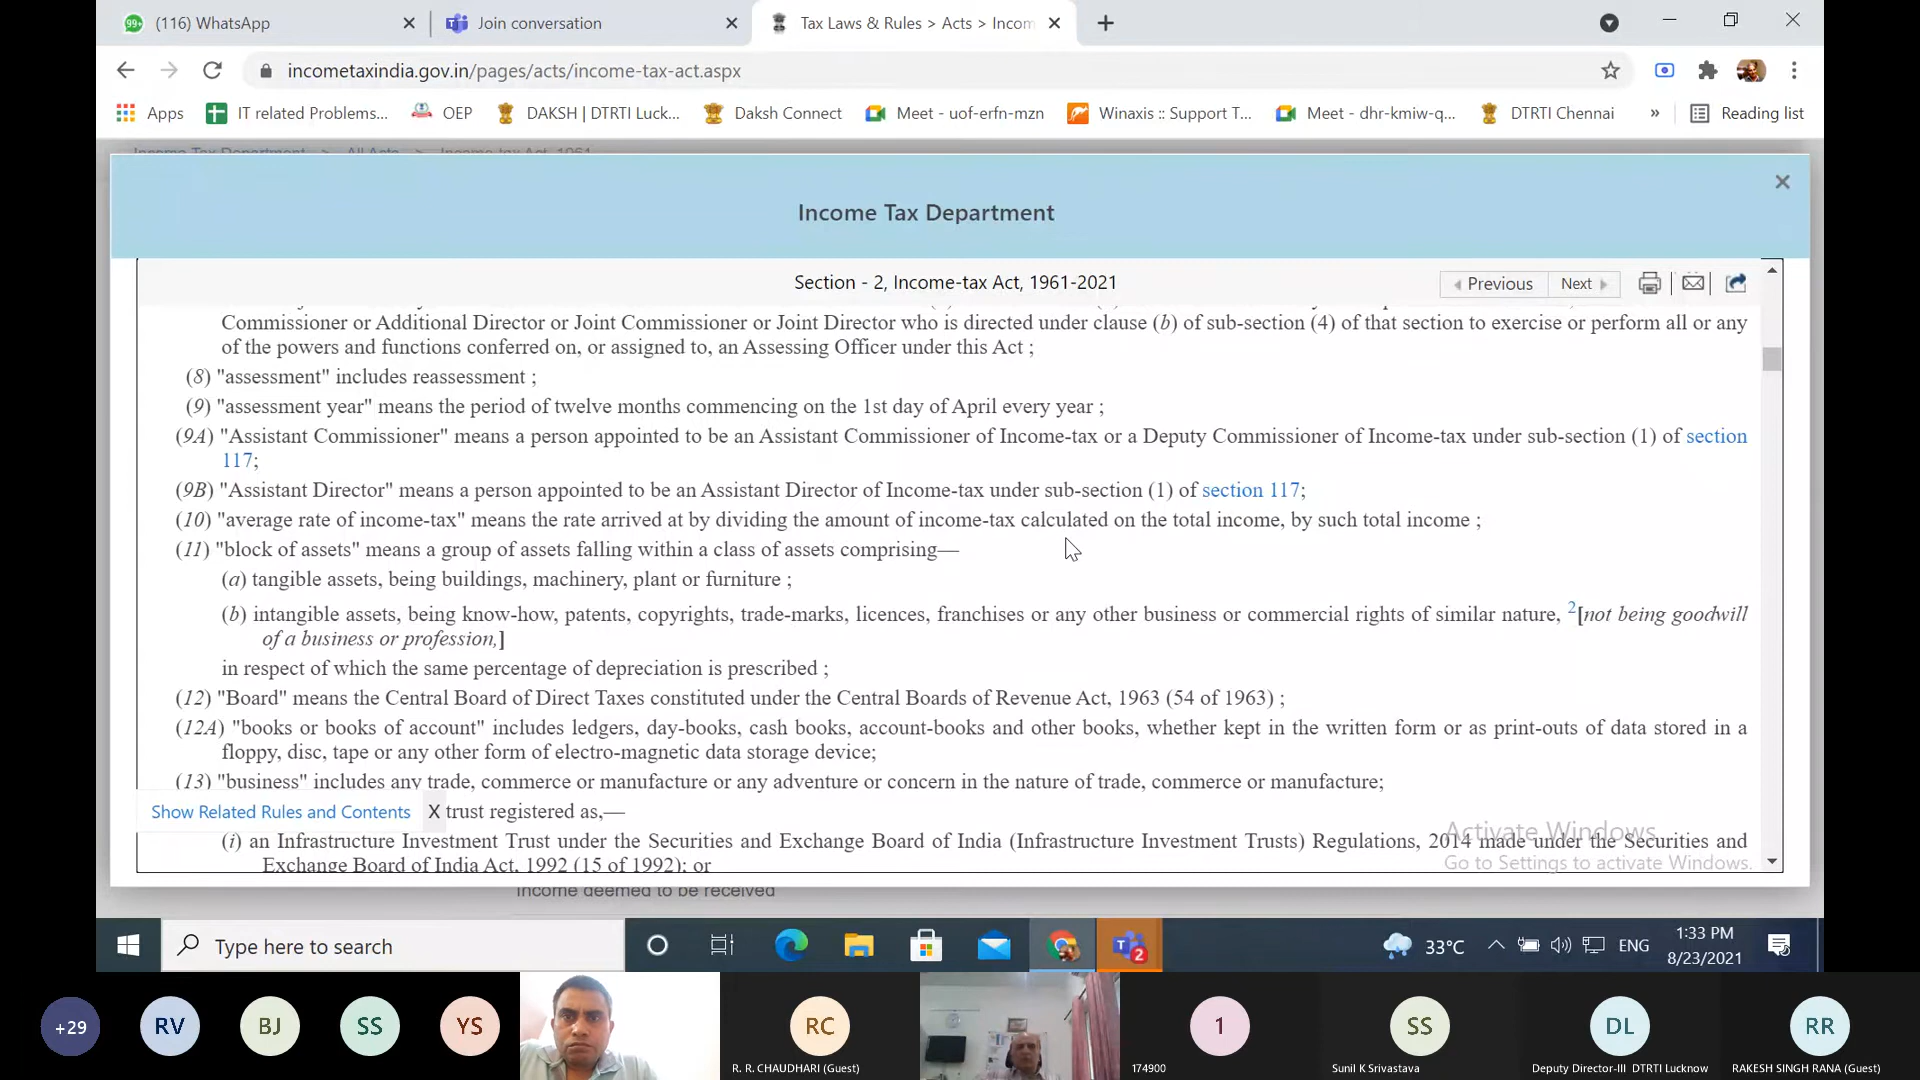 (116) WhatsApp
Join conversation
Tax Laws & Rules > Acts > Incom
incometaxindia.gov.in/pages/acts/income-tax-act.aspx
Apps
IT related Problems...
OEP
DAKSH | DTRTI Luck...
Daksh Connect
Meet - uof-erfn-mzn
Winaxis :: Support T...
Meet - dhr-kmiw-q...
DTRTI Chennai
»
Reading list
Income Tax Department > All Acts > Income-tax Act, 1961
Income Tax Department
Section - 2, Income-tax Act, 1961-2021
Previous
Next
Commissioner or Additional Director or Joint Commissioner or Joint Director who is directed under clause (b) of sub-section (4) of that section to exercise or perform all or any
of the powers and functions conferred on, or assigned to, an Assessing Officer under this Act ;
(8) "assessment" includes reassessment ;
(9) "assessment year" means the period of twelve months commencing on the 1st day of April every year ;
(9A) "Assistant Commissioner" means a person appointed to be an Assistant Commissioner of Income-tax or a Deputy Commissioner of Income-tax under sub-section (1) of section
117;
(9B) "Assistant Director" means a person appointed to be an Assistant Director of Income-tax under sub-section (1) of section 117;
(10) "average rate of income-tax" means the rate arrived at by dividing the amount of income-tax calculated on the total income, by such total income ;
(11) "block of assets" means a group of assets falling within a class of assets comprising—
(a) tangible assets, being buildings, machinery, plant or furniture ;
(b) intangible assets, being know-how, patents, copyrights, trade-marks, licences, franchises or any other business or commercial rights of similar nature, 2[not being goodwill
of a business or profession,]
in respect of which the same percentage of depreciation is prescribed ;
(12) "Board" means the Central Board of Direct Taxes constituted under the Central Boards of Revenue Act, 1963 (54 of 1963) ;
(12A) "books or books of account" includes ledgers, day-books, cash books, account-books and other books, whether kept in the written form or as print-outs of data stored in a
floppy, disc, tape or any other form of electro-magnetic data storage device;
(13) "business" includes any trade, commerce or manufacture or any adventure or concern in the nature of trade, commerce or manufacture;
Show Related Rules and Contents X trust registered as,—
(i) an Infrastructure Investment Trust under the Securities and Exchange Board of India (Infrastructure Investment Trusts) Regulations, 2014 made under the Securities and
Exchange Board of India Act, 1992 (15 of 1992); or
Activate Windows
Go to Settings to activate Windows.
Income deemed to be received
Type here to search
2
33°C
ENG
1:33 PM
8/23/2021
+29
RV
BJ
SS
YS
RC
R. R. CHAUDHARI (Guest)
1
174900
SS
Sunil K Srivastava
DL
Deputy Director-III DTRTI Lucknow
RR
RAKESH SINGH RANA (Guest)